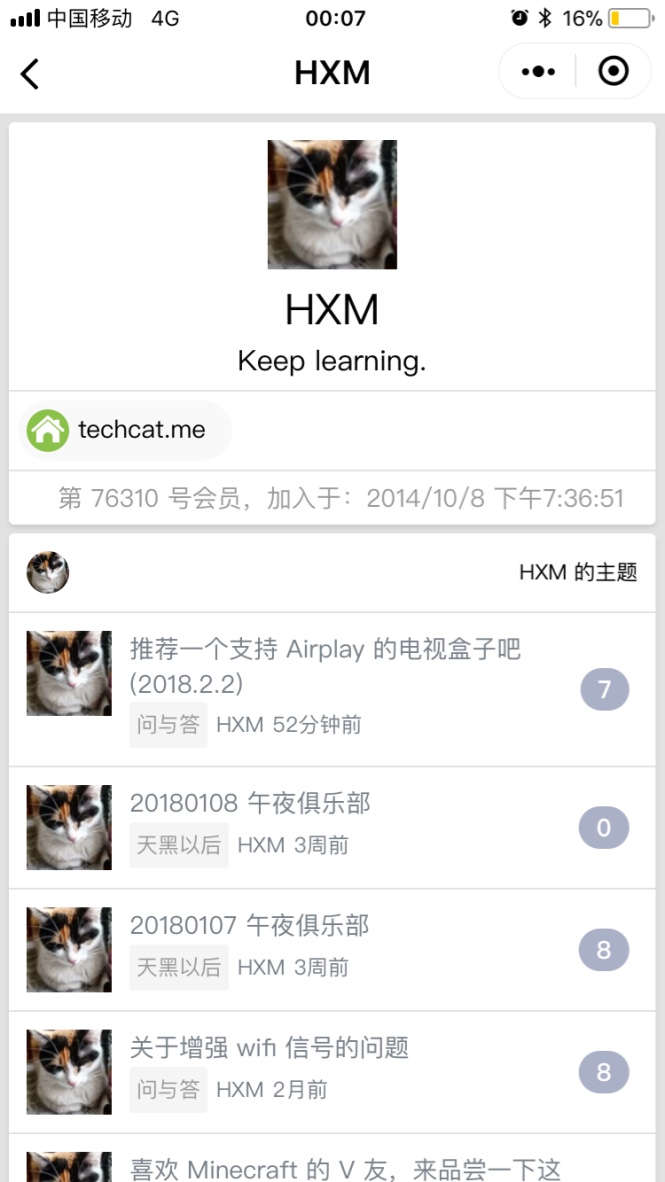 中国移动 4G 00:07 16%
HXM
HXM
Keep learning.
techcat.me
第 76310 号会员，加入于：2014/10/8 下午7:36:51
HXM 的主题
推荐一个支持 Airplay 的电视盒子吧
(2018.2.2)
7
问与答 HXM 52分钟前
20180108 午夜俱乐部
0
天黑以后 HXM 3周前
20180107 午夜俱乐部
8
天黑以后 HXM 3周前
关于增强 wifi 信号的问题
8
问与答 HXM 2月前
喜欢 Minecraft 的 V 友，来品尝一下这